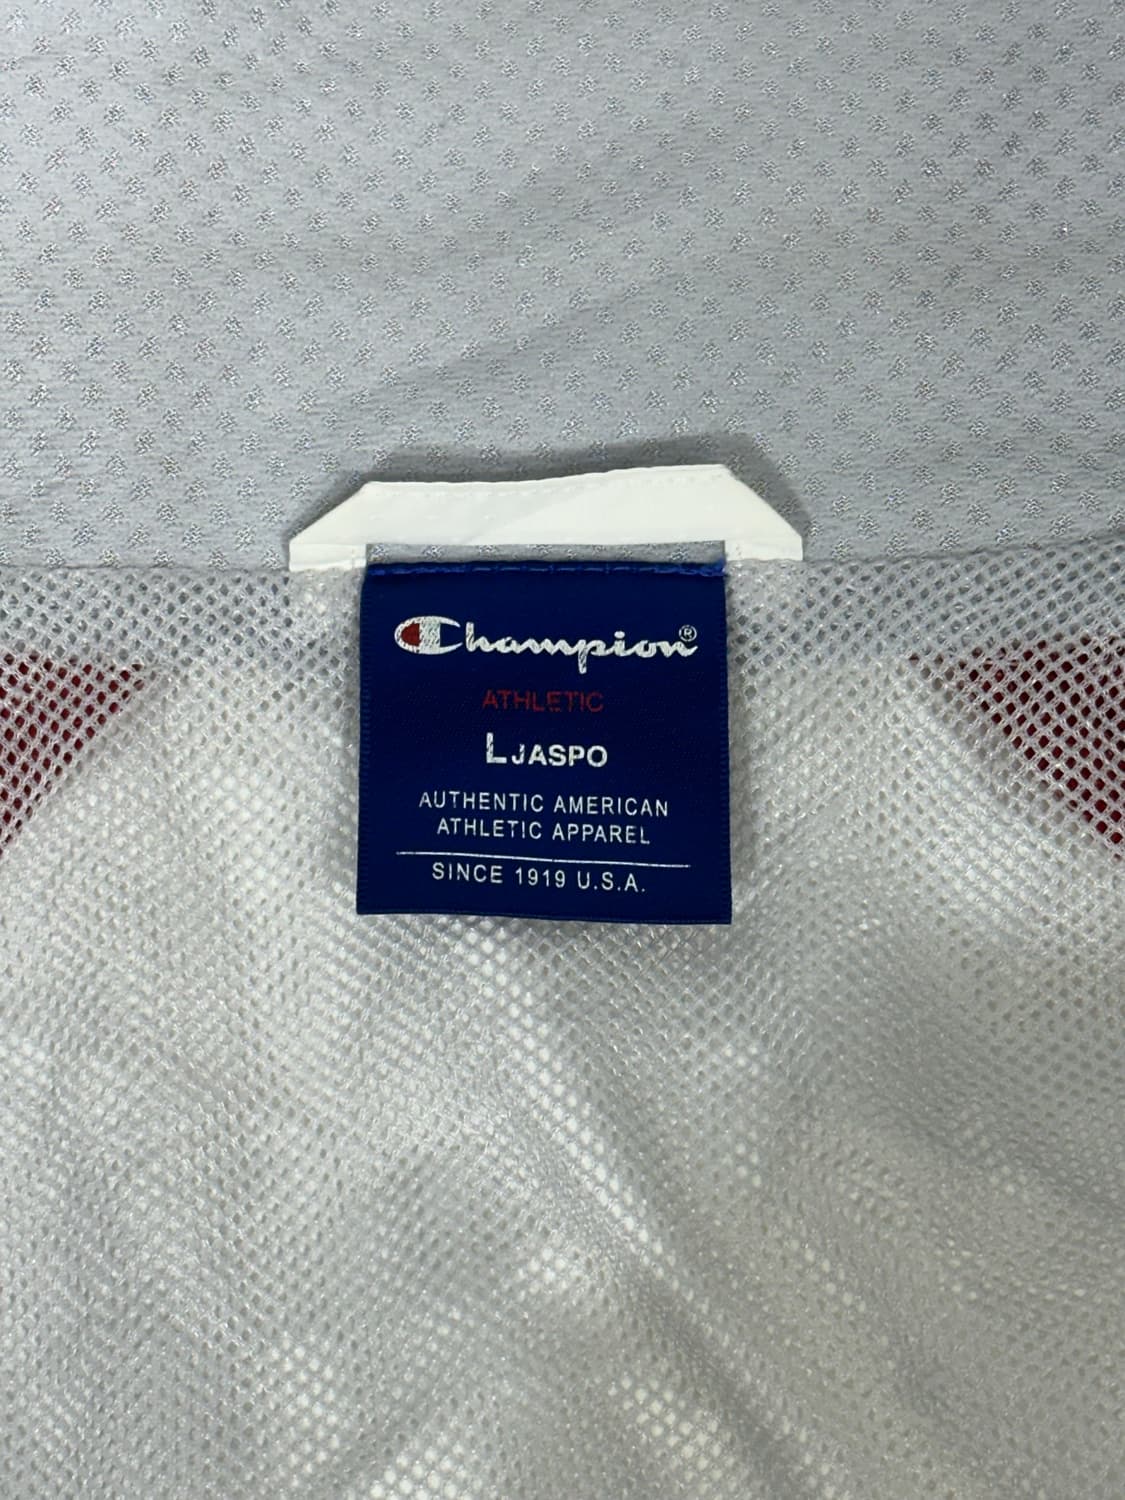 Champion®
ATHLETIC
L JASPO
AUTHENTIC AMERICAN
ATHLETIC APPAREL
SINCE 1919 U.S.A.